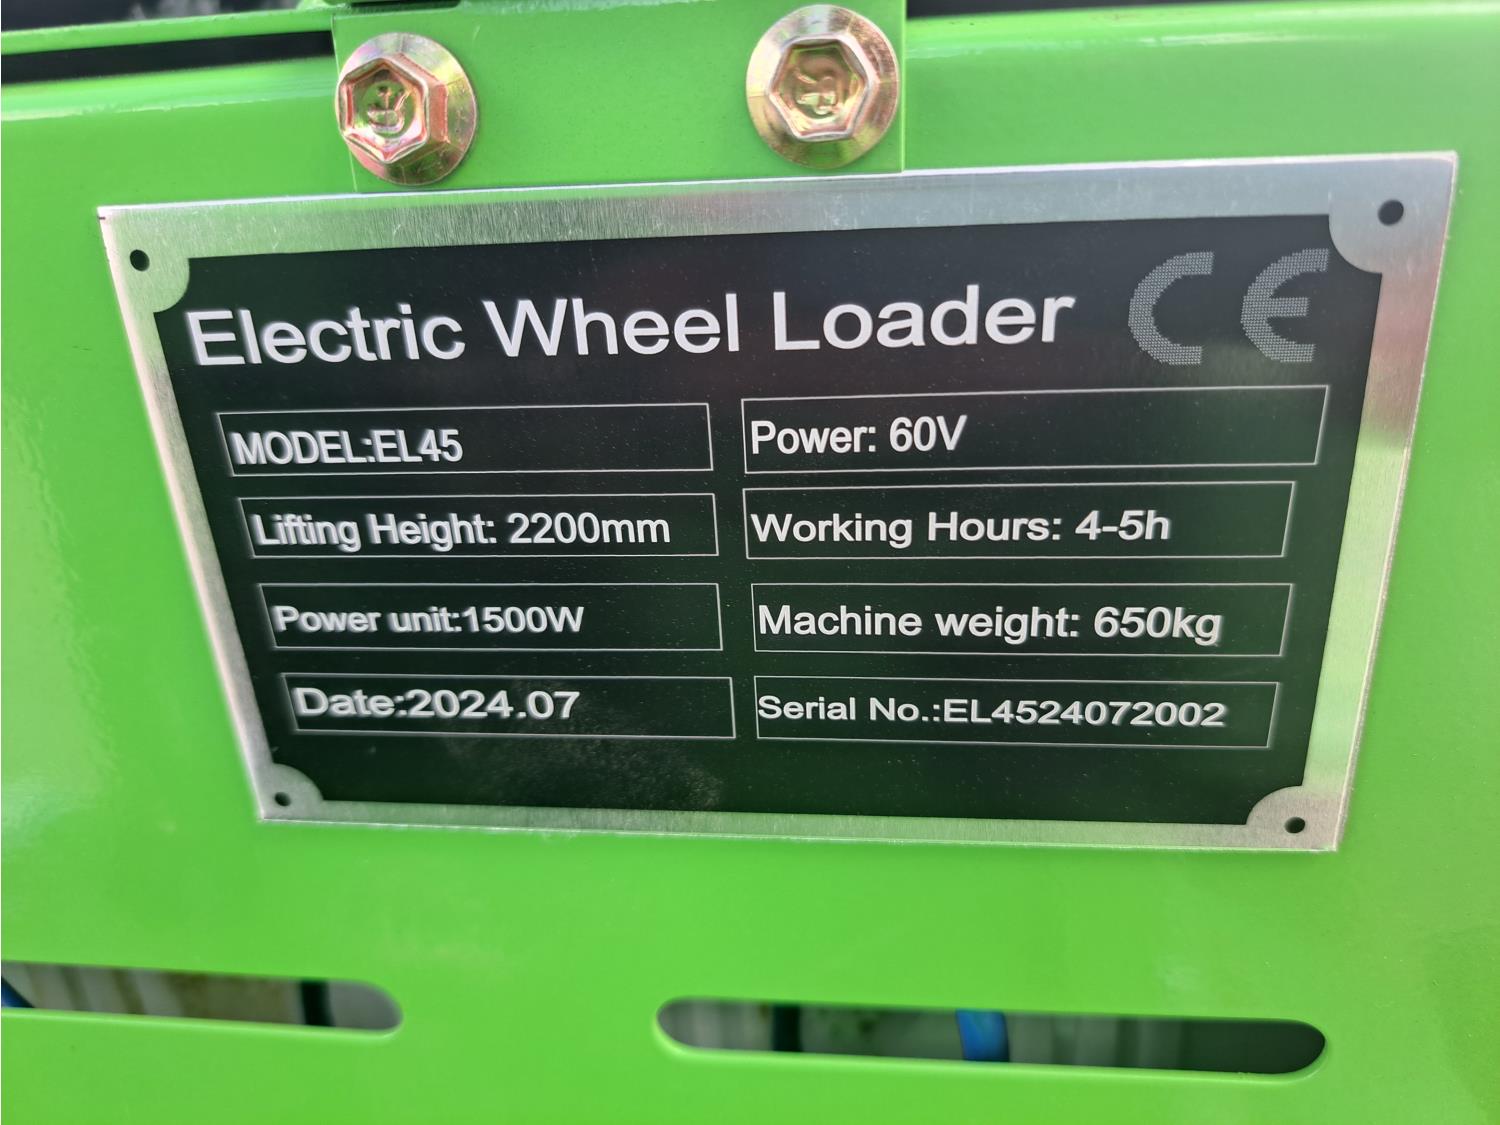 Electric Wheel Loader CE
MODEL:EL45
Power: 60V
Lifting Height: 2200mm
Working Hours: 4-5h
Power unit:1500W
Machine weight: 650kg
Date:2024.07
Serial No.:EL4524072002